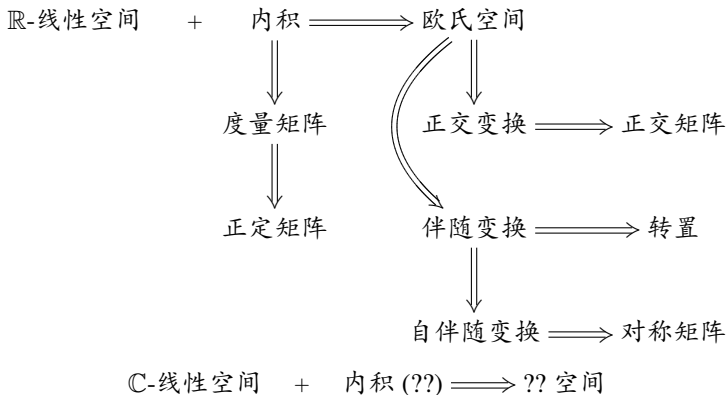 ℝ-线性空间 + 内积 ⟹ 欧氏空间
度量矩阵 正交变换 ⟹ 正交矩阵
正定矩阵 伴随变换 ⟹ 转置
自伴随变换 ⟹ 对称矩阵
ℂ-线性空间 + 内积 (??) ⟹ ?? 空间